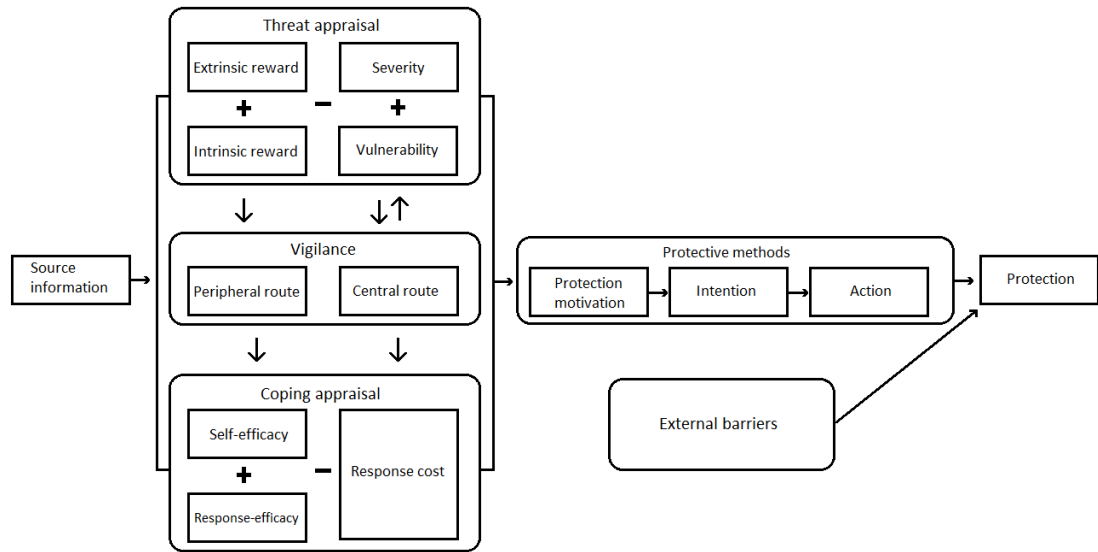 Threat appraisal
Extrinsic reward
Severity
+
−
+
Intrinsic reward
Vulnerability
Vigilance
Peripheral route
Central route
Source
information
Coping appraisal
Self-efficacy
+
−
Response cost
Response-efficacy
Protective methods
Protection
motivation
Intention
Action
Protection
External barriers